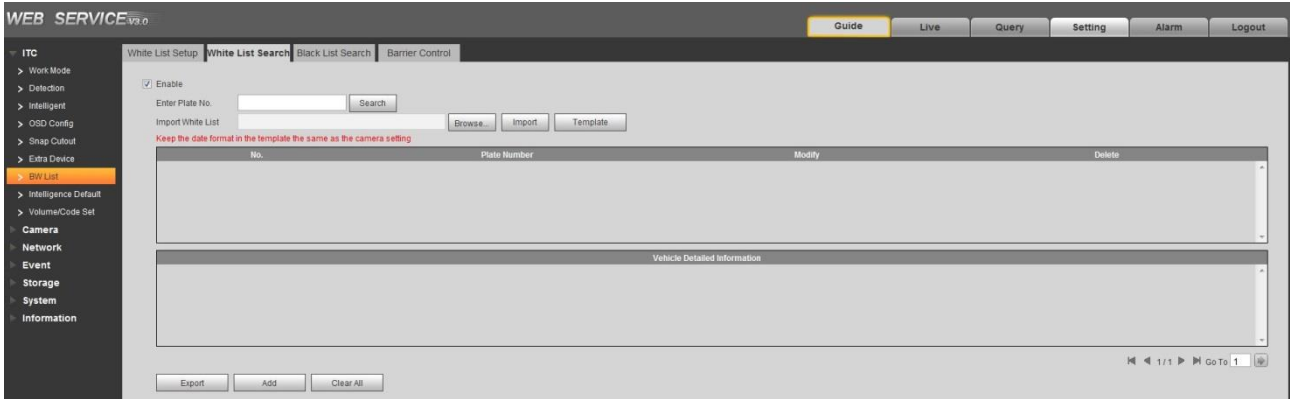 WEB SERVICE V3.0
Guide Live Query Setting Alarm Logout
ITC
Work Mode
Detection
Intelligent
OSD Config
Snap Cutout
Extra Device
BW List
Intelligence Default
Volume/Code Set
Camera
Network
Event
Storage
System
Information
White List Setup White List Search Black List Search Barrier Control
Enable
Enter Plate No. Search
Import White List Browse... Import Template
Keep the date format in the template the same as the camera setting
No. Plate Number Modify Delete
Vehicle Detailed Information
1/1 Go To 1
Export Add Clear All